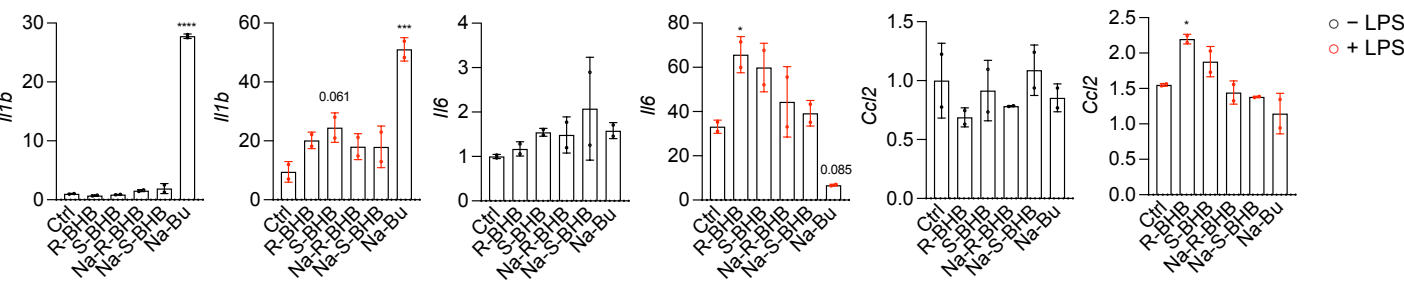 Il1b
30
20
10
0
****
Ctrl
R-BHB
S-BHB
Na-R-BHB
Na-S-BHB
Na-Bu
Il1b
60
40
20
0
0.061
***
Ctrl
R-BHB
S-BHB
Na-R-BHB
Na-S-BHB
Na-Bu
Il6
4
3
2
1
0
Ctrl
R-BHB
S-BHB
Na-R-BHB
Na-S-BHB
Na-Bu
Il6
80
60
40
20
0
*
0.085
Ctrl
R-BHB
S-BHB
Na-R-BHB
Na-S-BHB
Na-Bu
Ccl2
1.5
1.0
0.5
0.0
Ctrl
R-BHB
S-BHB
Na-R-BHB
Na-S-BHB
Na-Bu
Ccl2
2.5
2.0
1.5
1.0
0.5
0.0
*
Ctrl
R-BHB
S-BHB
Na-R-BHB
Na-S-BHB
Na-Bu
− LPS
+ LPS